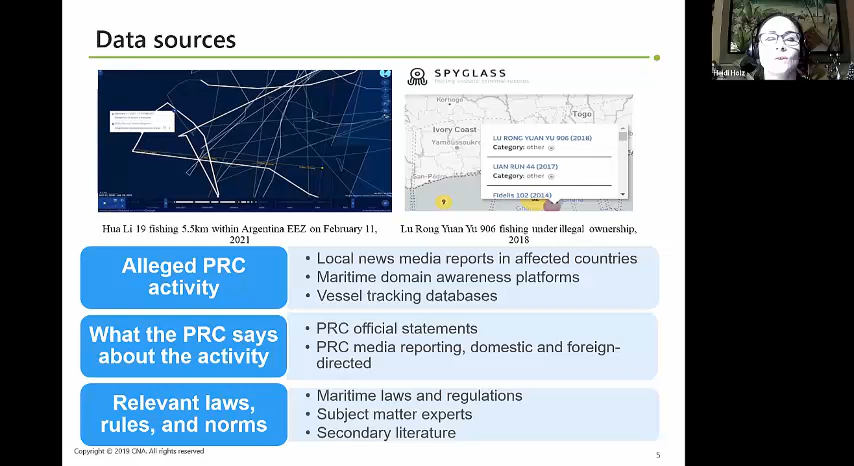 Data sources
Heidi Holz
SPYGLASS
Korhogo
Togo
Ivory Coast
Yamoussoukro
LU RONG YUAN YU 906 (2018)
Category: other
LIAN RUN 44 (2017)
Category: other
Fidelis 102 (2014)
Hua Li 19 fishing 5.5km within Argentina EEZ on February 11,
2021
Lu Rong Yuan Yu 906 fishing under illegal ownership,
2018
Alleged PRC
activity
• Local news media reports in affected countries
• Maritime domain awareness platforms
• Vessel tracking databases
What the PRC says
about the activity
• PRC official statements
• PRC media reporting, domestic and foreign-
directed
Relevant laws,
rules, and norms
• Maritime laws and regulations
• Subject matter experts
• Secondary literature
Copyright © 2019 CNA. All rights reserved
5